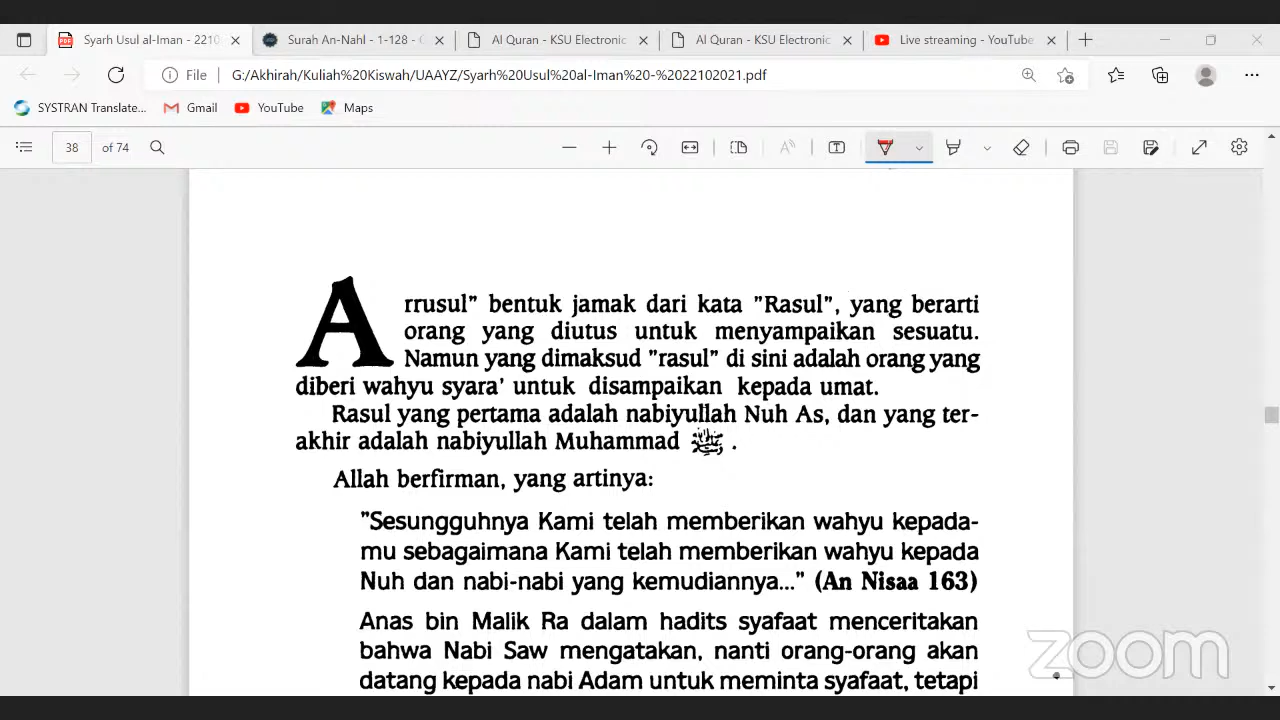 Syarh Usul al-Iman - 2210
Surah An-Nahl - 1-128 -
Al Quran - KSU Electronic
Al Quran - KSU Electronic
Live streaming - YouTube
File
G:/Akhirah/Kuliah%20Kiswah/UAAYZ/Syarh%20Usul%20al-Iman%20-%2022102021.pdf
SYSTRAN Translate...
Gmail
YouTube
Maps
38 of 74
Arrusul" bentuk jamak dari kata "Rasul", yang berarti
orang yang diutus untuk menyampaikan sesuatu.
Namun yang dimaksud "rasul" di sini adalah orang yang
diberi wahyu syara' untuk disampaikan kepada umat.
Rasul yang pertama adalah nabiyullah Nuh As, dan yang ter-
akhir adalah nabiyullah Muhammad ﷺ .
Allah berfirman, yang artinya:
"Sesungguhnya Kami telah memberikan wahyu kepada-
mu sebagaimana Kami telah memberikan wahyu kepada
Nuh dan nabi-nabi yang kemudiannya..." (An Nisaa 163)
Anas bin Malik Ra dalam hadits syafaat menceritakan
bahwa Nabi Saw mengatakan, nanti orang-orang akan
datang kepada nabi Adam untuk meminta syafaat, tetapi
zoom